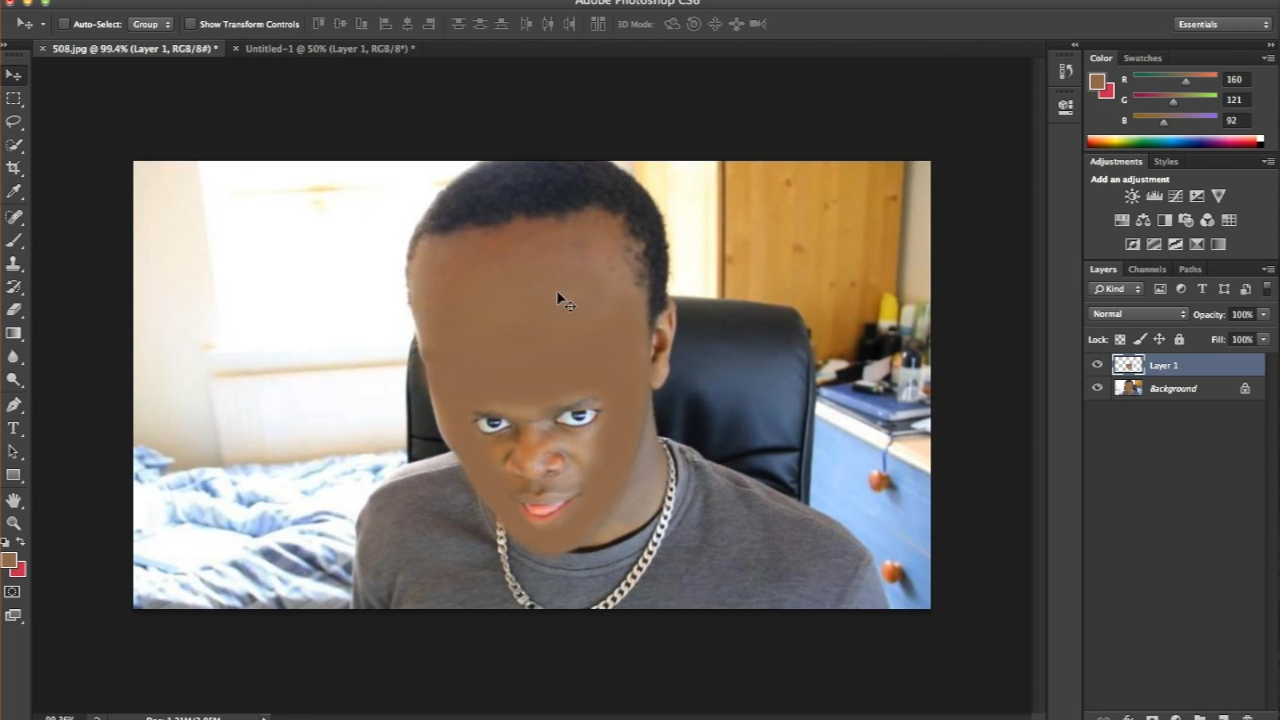 Adobe Photoshop CS6
Auto-Select: Group Show Transform Controls 3D Mode: Essentials
508.jpg @ 99.4% (Layer 1, RGB/8#) * Untitled-1 @ 50% (Layer 1, RGB/8*) *
Color Swatches
R 160
G 121
B 92
Adjustments Styles
Add an adjustment
Layers Channels Paths
Kind
Normal Opacity: 100%
Lock: Fill: 100%
Layer 1
Background